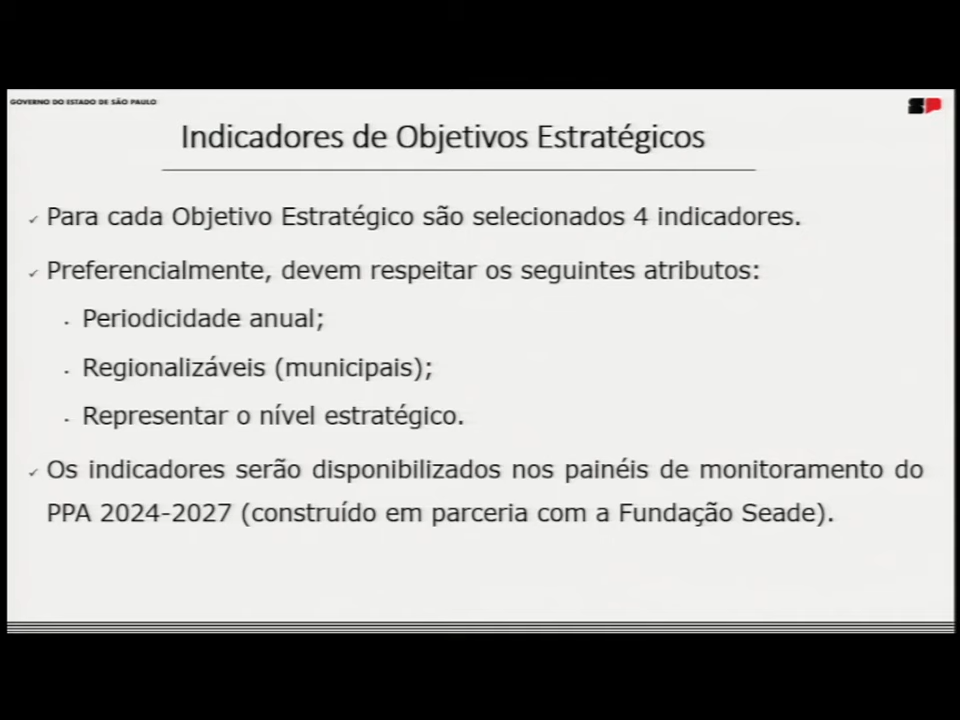 GOVERNO DO ESTADO DE SÃO PAULO
SP
Indicadores de Objetivos Estratégicos
✓ Para cada Objetivo Estratégico são selecionados 4 indicadores.
✓ Preferencialmente, devem respeitar os seguintes atributos:
· Periodicidade anual;
· Regionalizáveis (municipais);
· Representar o nível estratégico.
✓ Os indicadores serão disponibilizados nos painéis de monitoramento do
PPA 2024-2027 (construído em parceria com a Fundação Seade).